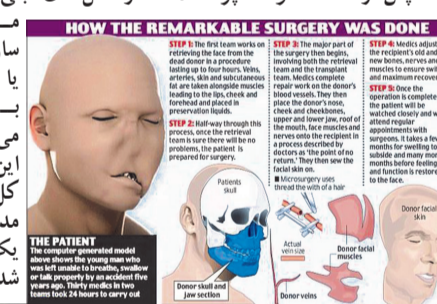 HOW THE REMARKABLE SURGERY WAS DONE
STEP 1: The first team works on
retrieving the face from the
dead donor in a procedure
lasting up to four hours. Veins,
arteries, skin and subcutaneous
fat are taken alongside muscles
leading to the lips, cheek and
forehead and placed in
preservation liquids.
STEP 2: Half-way through this
process, once the retrieval
team is sure there will be no
problems, the patient is
prepared for surgery.
STEP 3: The major part of
the surgery then begins,
involving both the retrieval
team and the transplant
team. Medics complete
repair work on the donor's
blood vessels. They then
place the donor's nose,
cheek and cheekbones,
upper and lower jaw, roof of
the mouth, face muscles and
nerves onto the recipient in
a process described by
doctors as 'the point of no
return.' They then sew the
facial skin on.
■ Microsurgery uses
thread the with of a hair
STEP 4: Medics adjust
the recipient's old and
new bones, nerves and
muscles to ensure
and maximum recover
STEP 5: Once the
operation is complete
the patient will be
watched closely and
attend regular
appointments with
surgeons. It takes a few
months for swelling to
subside and many mo
months before feeling
and function is restore
to the face.
THE PATIENT
The computer generated model
above shows the young man who
was left unable to breathe, swallow
or talk property by an accident five
years ago. Thirty medics in two
teams took 24 hours to carry out
Patients
skull
Donor skull and
jaw section
Actual
vein size
Donor veins
Donor facial
muscles
Donor facial
skin
مـ
سار
یا
بـ
می
این
کل
مد
یک
شد